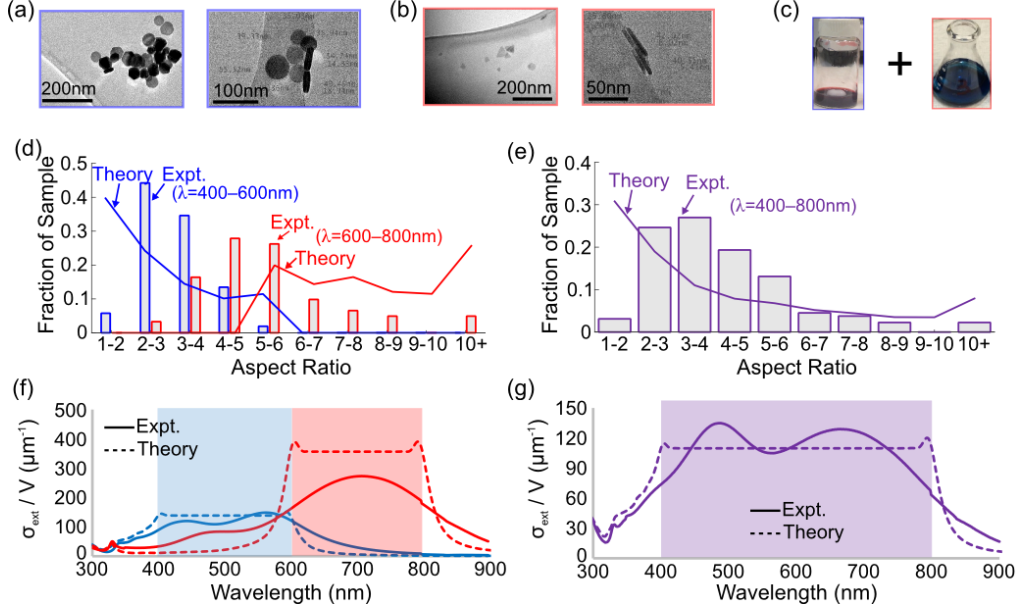 (a)
(b)
(c)
200nm
100nm
200nm
50nm
+
(d)
Fraction of Sample
0.5
0.4
0.3
0.2
0.1
0
Theory
Expt.
(λ=400–600nm)
Expt.
(λ=600–800nm)
Theory
1-2 2-3 3-4 4-5 5-6 6-7 7-8 8-9 9-10 10+
Aspect Ratio
(e)
Fraction of Sample
0.4
0.3
0.2
0.1
0
Theory
Expt.
(λ=400–800nm)
1-2 2-3 3-4 4-5 5-6 6-7 7-8 8-9 9-10 10+
Aspect Ratio
(f)
σext / V (µm⁻¹)
500
400
300
200
100
0
Expt.
Theory
300 400 500 600 700 800 900
Wavelength (nm)
(g)
σext / V (µm⁻¹)
150
120
90
60
30
0
Expt.
Theory
300 400 500 600 700 800 900
Wavelength (nm)